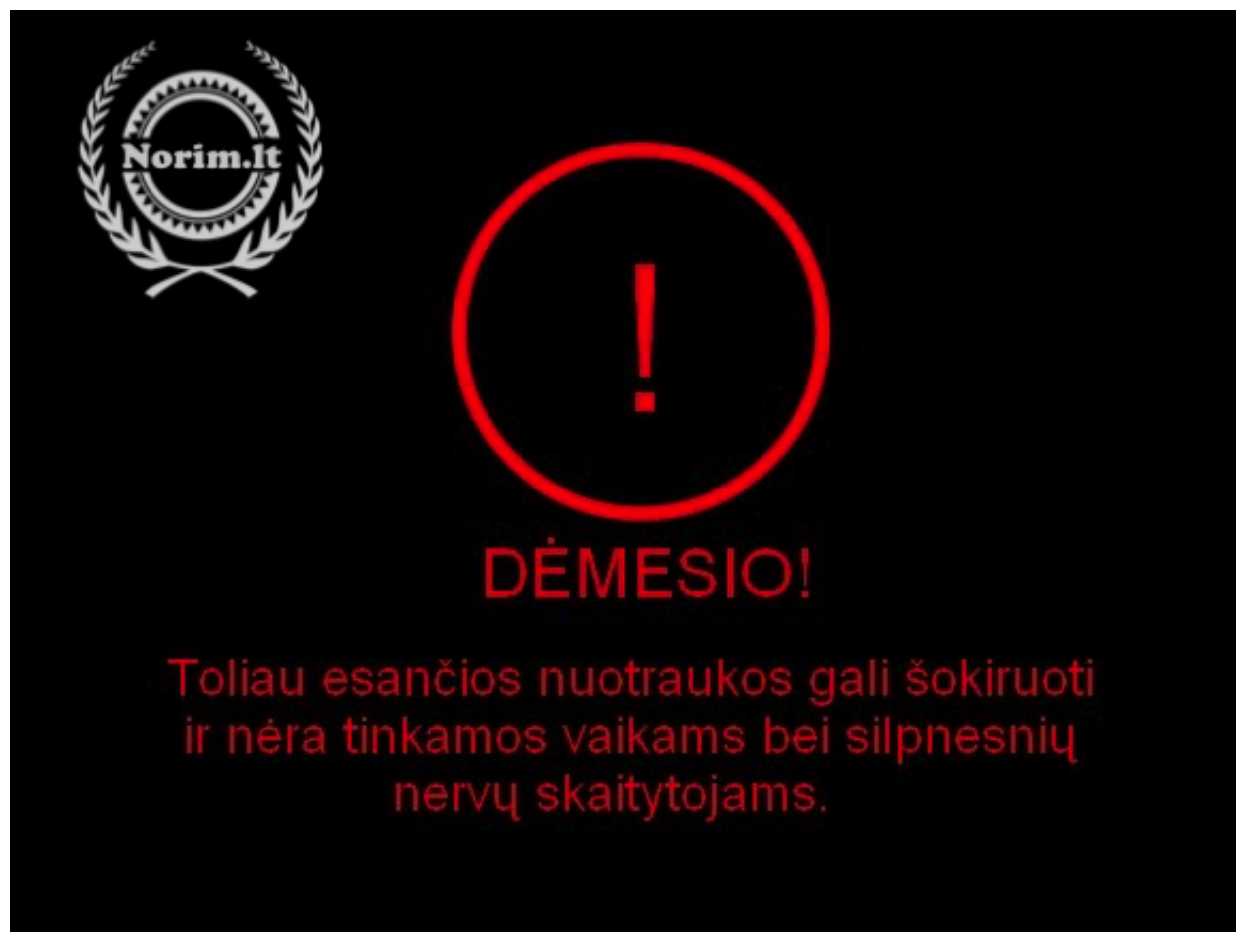 Norim.lt
!
DĖMESIO!
Toliau esančios nuotraukos gali šokiruoti
ir nėra tinkamos vaikams bei silpnesnių
nervų skaitytojams.